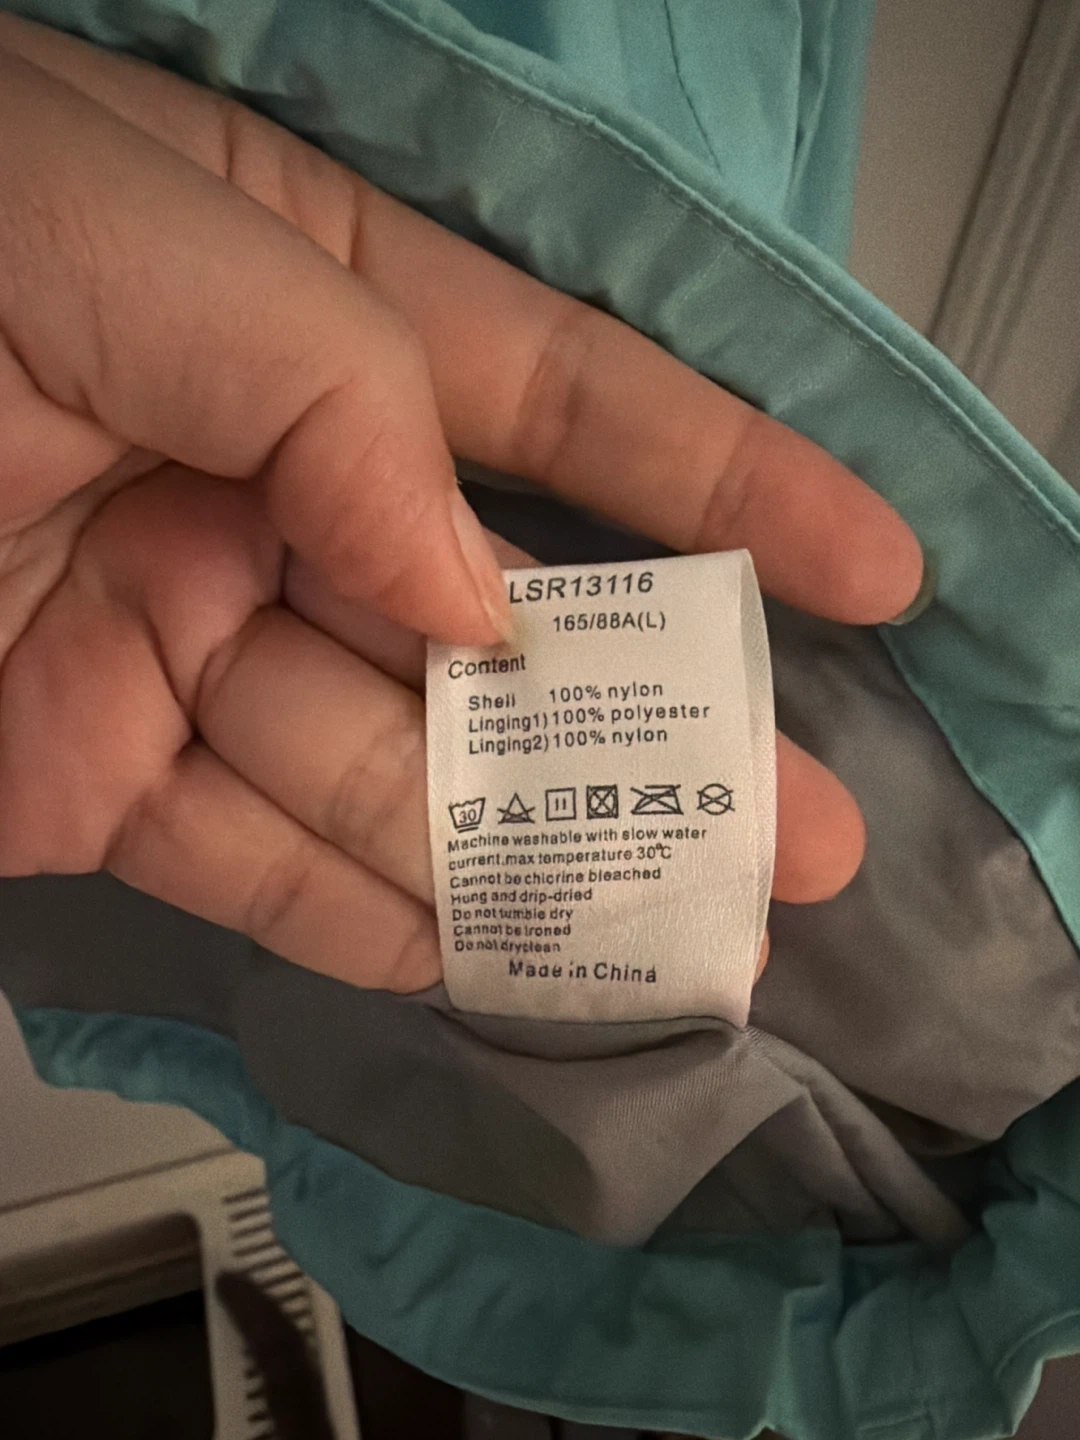 LSR13116
165/88A(L)
Content
Shell 100% nylon
Linging1)100% polyester
Linging2)100% nylon
30
Machine washable with slow water
current.max temperature 30℃
Cannot be chlorine bleached
Hung and drip-dried
Do not tumble dry
Cannot be ironed
Do not dryclean
Made in China